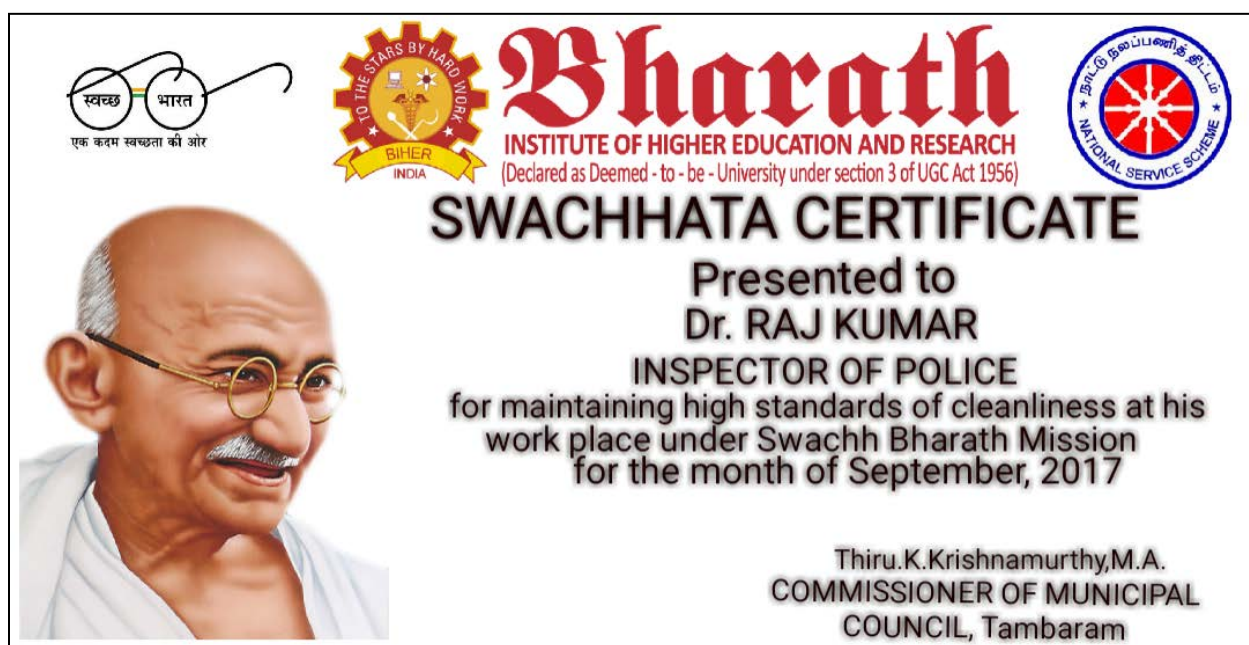 स्वच्छ भारत
एक कदम स्वच्छता की ओर
TO THE STARS BY HARD WORK
BIHER
INDIA
Bharath
INSTITUTE OF HIGHER EDUCATION AND RESEARCH
(Declared as Deemed - to - be - University under section 3 of UGC Act 1956)
நாட்டு நலப்பணித் திட்டம்
NATIONAL SERVICE SCHEME
SWACHHATA CERTIFICATE
Presented to
Dr. RAJ KUMAR
INSPECTOR OF POLICE
for maintaining high standards of cleanliness at his
work place under Swachh Bharath Mission
for the month of September, 2017
Thiru.K.Krishnamurthy,M.A.
COMMISSIONER OF MUNICIPAL
COUNCIL, Tambaram